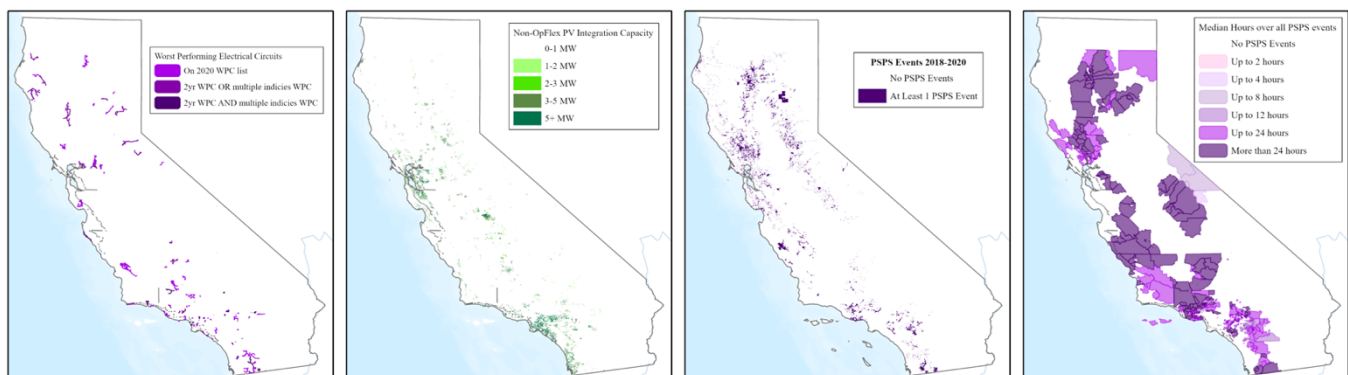 Worst Performing Electrical Circuits
On 2020 WPC list
2yr WPC OR multiple indicies WPC
2yr WPC AND multiple indicies WPC
Non-OpFlex PV Integration Capacity
0-1 MW
1-2 MW
2-3 MW
3-5 MW
5+ MW
PSPS Events 2018-2020
No PSPS Events
At Least 1 PSPS Event
Median Hours over all PSPS events
No PSPS Events
Up to 2 hours
Up to 4 hours
Up to 8 hours
Up to 12 hours
Up to 24 hours
More than 24 hours